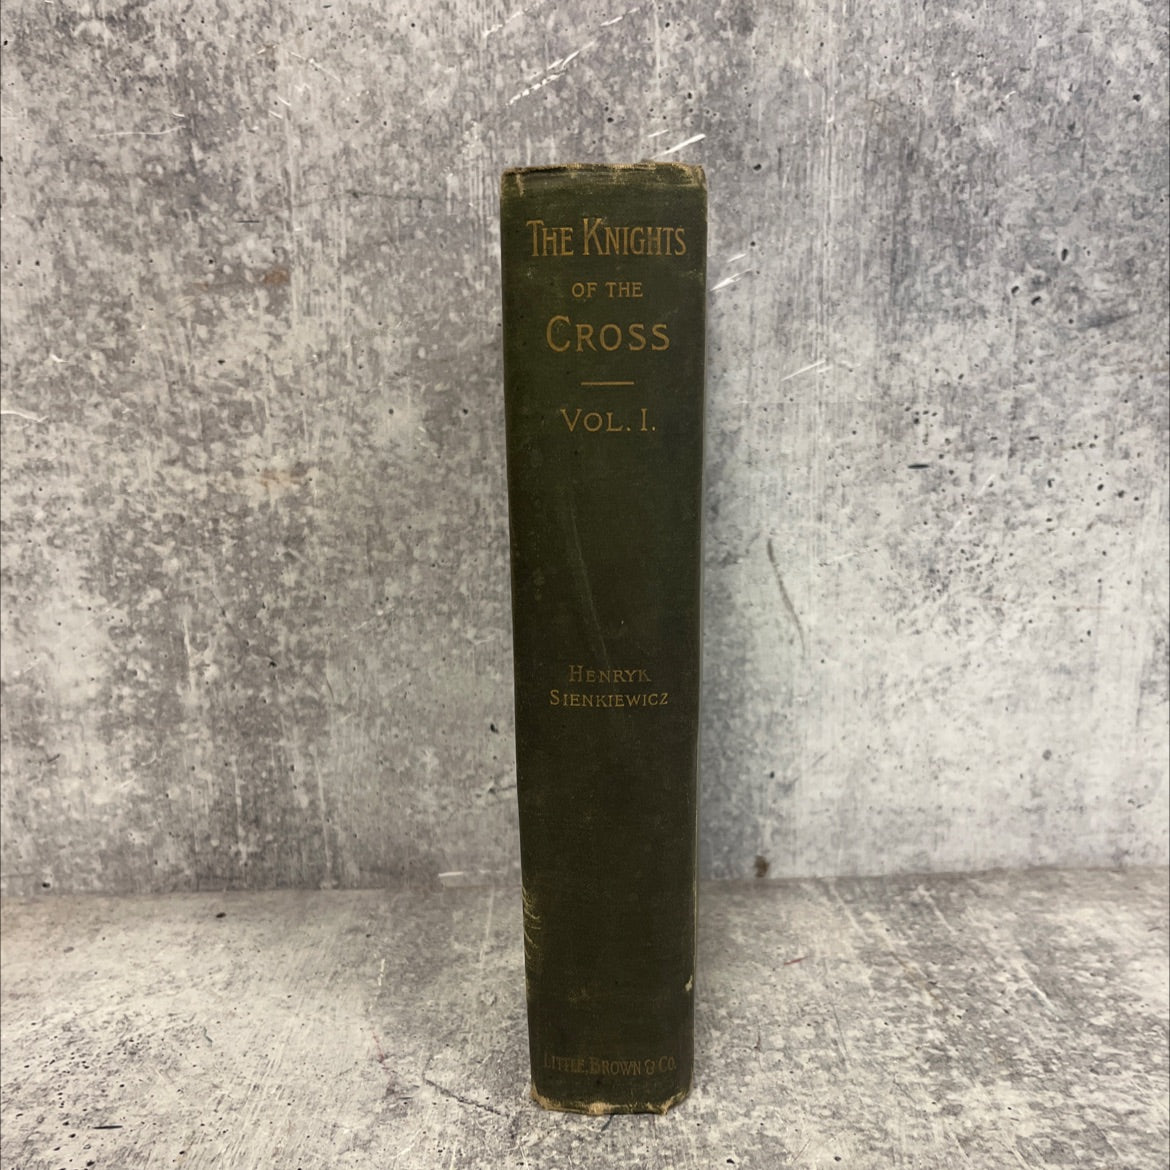 The Knights
of the
Cross
Vol. I.
Henryk
Sienkiewicz
Little, Brown & Co.